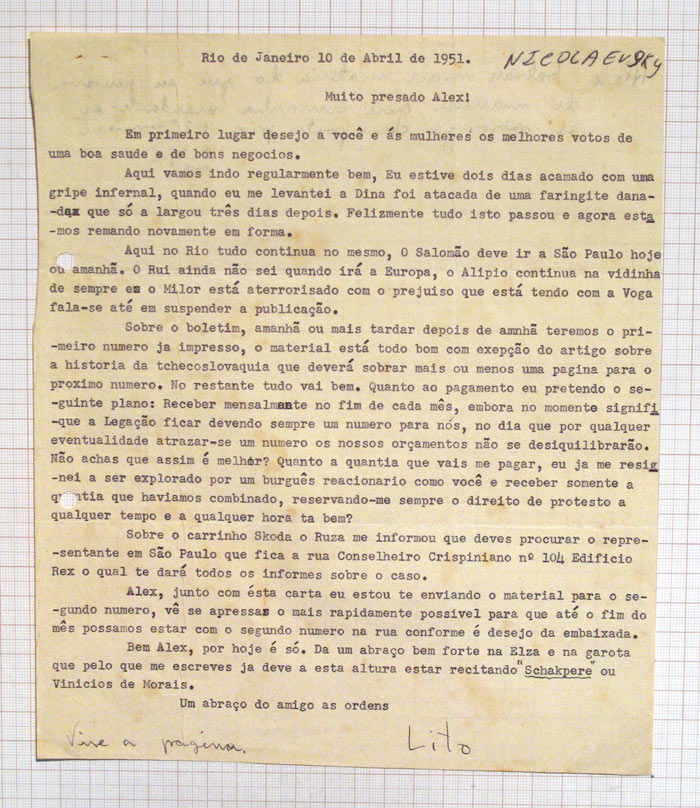 Rio de Janeiro 10 de Abril de 1951.
NICOLAEVSKY
Muito presado Alex!
Em primeiro lugar desejo a você e ás mulheres os melhores votos de
uma boa saude e de bons negocios.
Aqui vamos indo regularmente bem, Eu estive dois dias acamado com uma
gripe infernal, quando eu me levantei a Dina foi atacada de uma faringite dana-
-da que só a largou três dias depois. Felizmente tudo isto passou e agora esta
-mos remando novamente em forma.
Aqui no Rio tudo continua no mesmo, O Salomão deve ir a São Paulo hoje
ou amanhã. O Rui ainda não sei quando irá a Europa, o Alipio continua na vidinha
de sempre e o Milor está aterrorisado com o prejuiso que está tendo com a Voga
fala-se até em suspender a publicação.
Sobre o boletim, amanhã ou mais tardar depois de amnhã teremos o pri-
-meiro numero ja impresso, o material está todo bom com exepção do artigo sobre
a historia da tchecoslovaquia que deverá sobrar mais ou menos uma pagina para o
proximo numero. No restante tudo vai bem. Quanto ao pagamento eu pretendo o se-
-guinte plano: Receber mensalmente no fim de cada mês, embora no momento signifi
-que a Legação ficar devendo sempre um numero para nós, no dia que por qualquer
eventualidade atrazar-se um numero os nossos orçamentos não se desiquilibrarão.
Não achas que assim é melhor? Quanto a quantia que vais me pagar, eu ja me resig
-nei a ser explorado por um burguês reacionario como você e receber somente a
quantia que haviamos combinado, reservando-me sempre o direito de protesto a
qualquer tempo e a qualquer hora ta bem?
Sobre o carrinho Skoda o Ruza me informou que deves procurar o repre-
-sentante em São Paulo que fica a rua Conselheiro Crispiniano nº 104 Edificio
Rex o qual te dará todos os informes sobre o caso.
Alex, junto com ésta carta eu estou te enviando o material para o se-
-gundo numero, vê se apressas o mais rapidamente possivel para que até o fim do
mês possamos estar com o segundo numero na rua conforme é desejo da embaixada.
Bem Alex, por hoje é só. Da um abraço bem forte na Elza e na garota
que pelo que me escreves ja deve a esta altura estar recitando "Schakpere" ou
Vinicios de Morais.
Um abraço do amigo as ordens
Vire a página.
Lito